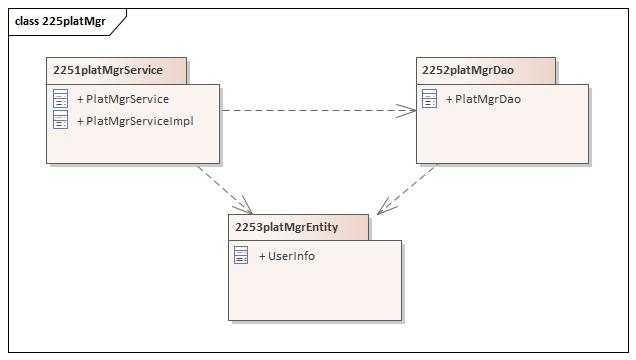 class 225platMgr
2251platMgrService
+ PlatMgrService
+ PlatMgrServiceImpl
2252platMgrDao
+ PlatMgrDao
2253platMgrEntity
+ UserInfo